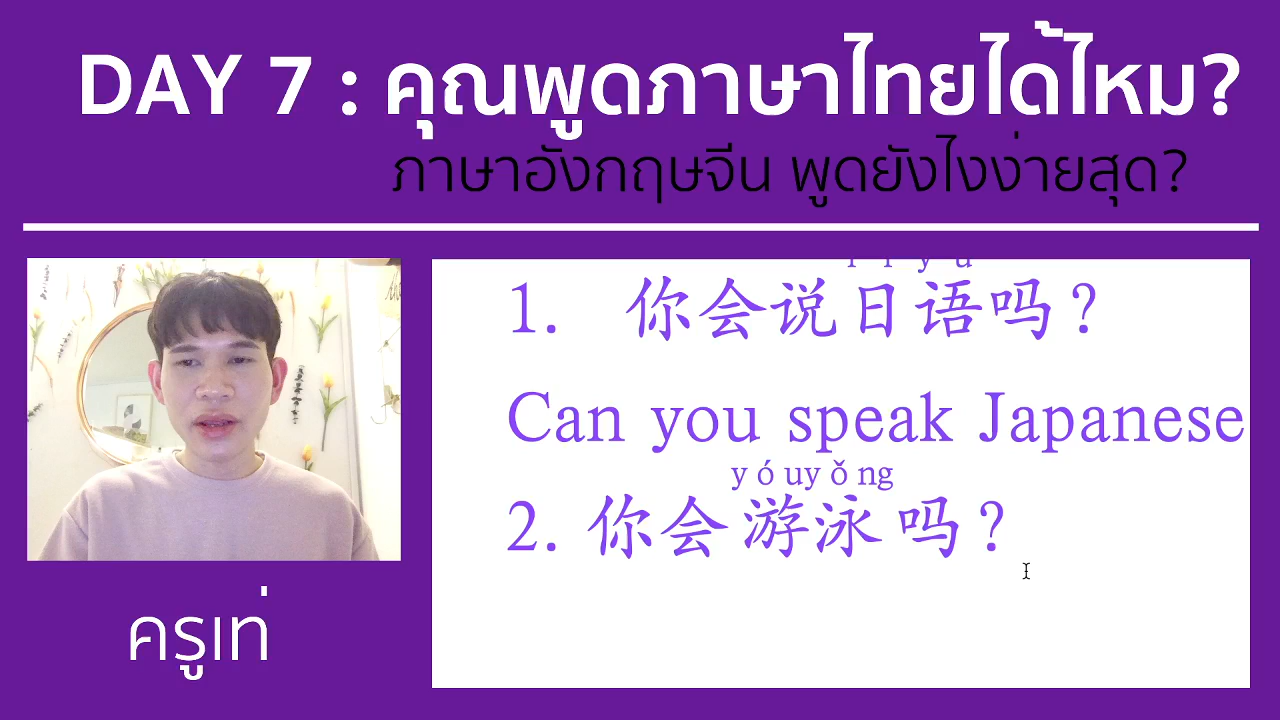 DAY 7 : คุณพูดภาษาไทยได้ไหม?
ภาษาอังกฤษจีน พูดยังไงง่ายสุด?
1. 你会说日语吗？
Can you speak Japanese
yóuyǒng
2. 你会游泳吗？
ครูเท่